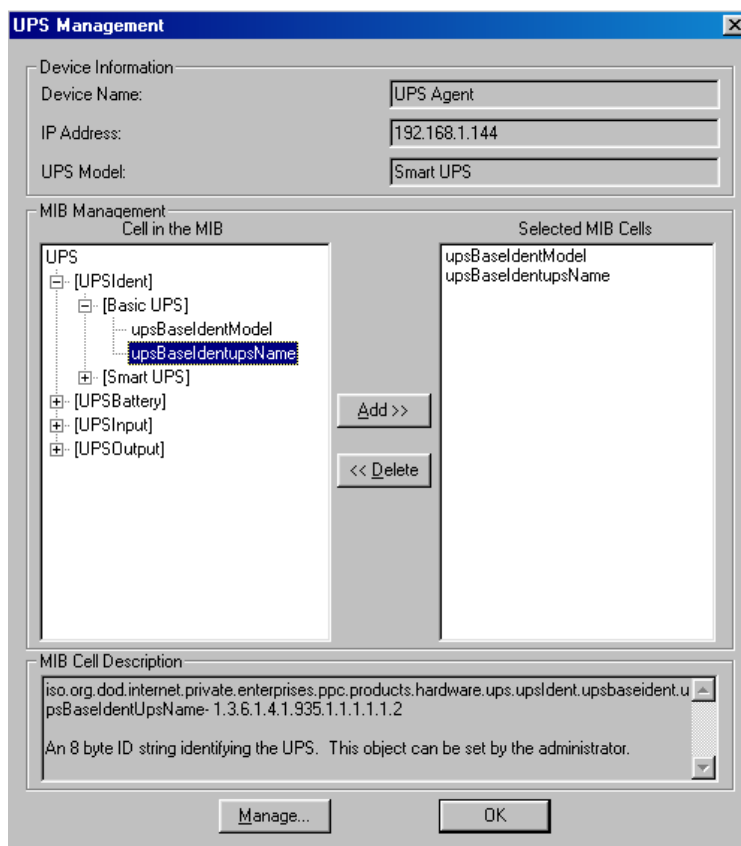 UPS Management
Device Information
Device Name:
UPS Agent
IP Address:
192.168.1.144
UPS Model:
Smart UPS
MIB Management
Cell in the MIB
UPS
[UPSIdent]
[Basic UPS]
upsBaseIdentModel
upsBaseIdentupsName
[Smart UPS]
[UPSBattery]
[UPSInput]
[UPSOutput]
Add >>
<< Delete
Selected MIB Cells
upsBaseIdentModel
upsBaseIdentupsName
MIB Cell Description
iso.org.dod.internet.private.enterprises.ppc.products.hardware.ups.upsIdent.upsbaseident.u
psBaseIdentUpsName- 1.3.6.1.4.1.935.1.1.1.1.1.2
An 8 byte ID string identifying the UPS.  This object can be set by the administrator.
Manage...
OK